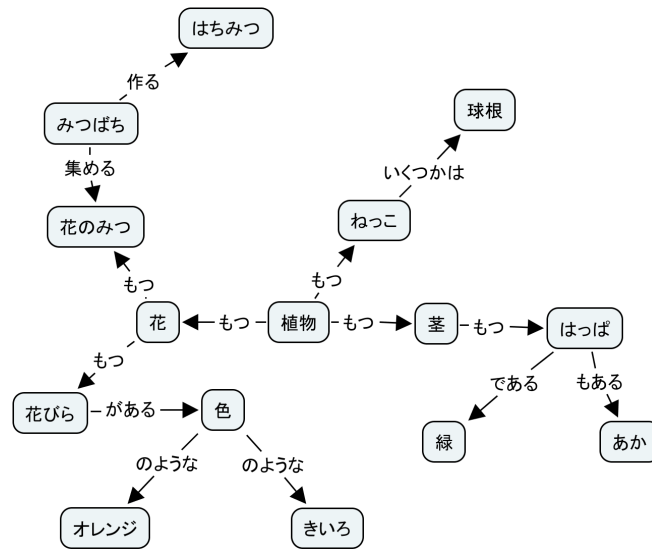 はちみつ
作る
みつばち
球根
集める
いくつかは
花のみつ
ねっこ
もつ
もつ
花
もつ
植物
もつ
茎
もつ
はっぱ
もつ
である
もある
花びら
がある
色
緑
あか
のような
のような
オレンジ
きいろ